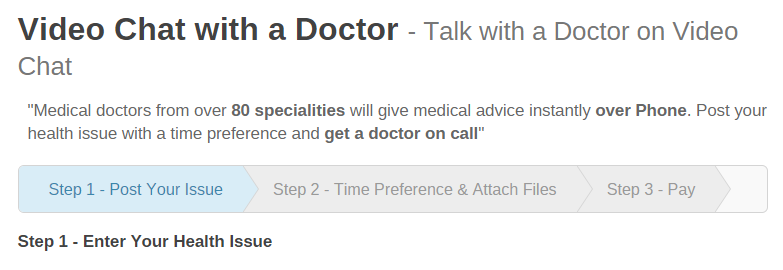 Video Chat with a Doctor - Talk with a Doctor on Video
Chat
"Medical doctors from over 80 specialities will give medical advice instantly over Phone. Post your
health issue with a time preference and get a doctor on call"
Step 1 - Post Your Issue Step 2 - Time Preference & Attach Files Step 3 - Pay
Step 1 - Enter Your Health Issue